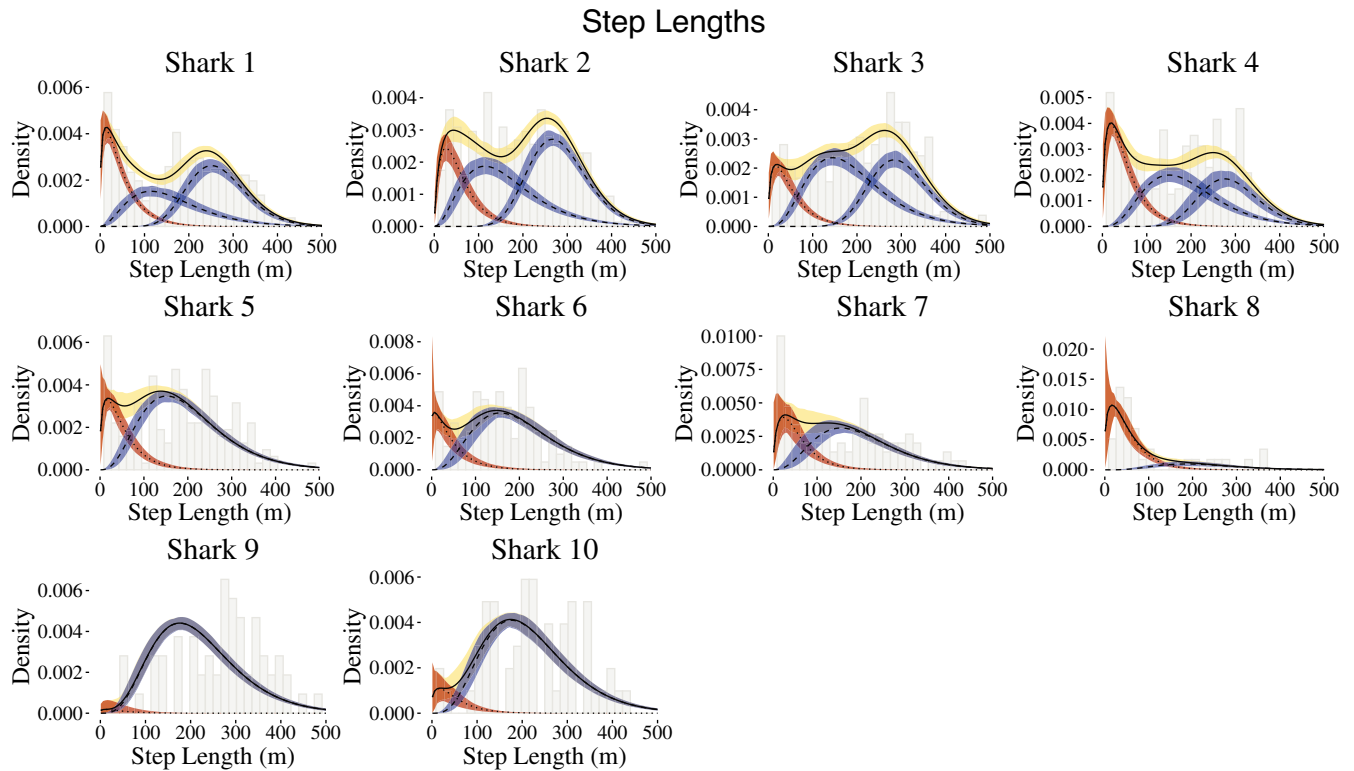 Step Lengths
Shark 1
Shark 2
Shark 3
Shark 4
0.006
0.004
0.002
0.000
Density
0 100 200 300 400 500
Step Length (m)
0.004
0.003
0.002
0.001
0.000
Density
0 100 200 300 400 500
Step Length (m)
0.004
0.003
0.002
0.001
0.000
Density
0 100 200 300 400 500
Step Length (m)
0.005
0.004
0.003
0.002
0.001
0.000
Density
0 100 200 300 400 500
Step Length (m)
Shark 5
Shark 6
Shark 7
Shark 8
0.006
0.004
0.002
0.000
Density
0 100 200 300 400 500
Step Length (m)
0.008
0.006
0.004
0.002
0.000
Density
0 100 200 300 400 500
Step Length (m)
0.0100
0.0075
0.0050
0.0025
0.0000
Density
0 100 200 300 400 500
Step Length (m)
0.020
0.015
0.010
0.005
0.000
Density
0 100 200 300 400 500
Step Length (m)
Shark 9
Shark 10
0.006
0.004
0.002
0.000
Density
0 100 200 300 400 500
Step Length (m)
0.006
0.004
0.002
0.000
Density
0 100 200 300 400 500
Step Length (m)